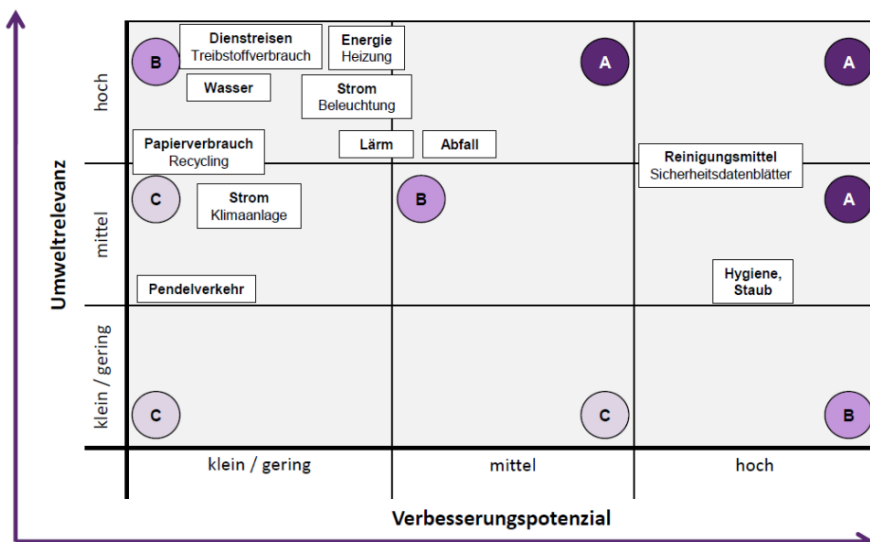 Umweltrelevanz
hoch
mittel
klein / gering
B
Dienstreisen
Treibstoffverbrauch
Energie
Heizung
A
A
Wasser
Strom
Beleuchtung
Papierverbrauch
Recycling
Lärm
Abfall
Reinigungsmittel
Sicherheitsdatenblätter
C
Strom
Klimaanlage
B
A
Pendelverkehr
Hygiene,
Staub
C
C
B
klein / gering
mittel
hoch
Verbesserungspotenzial